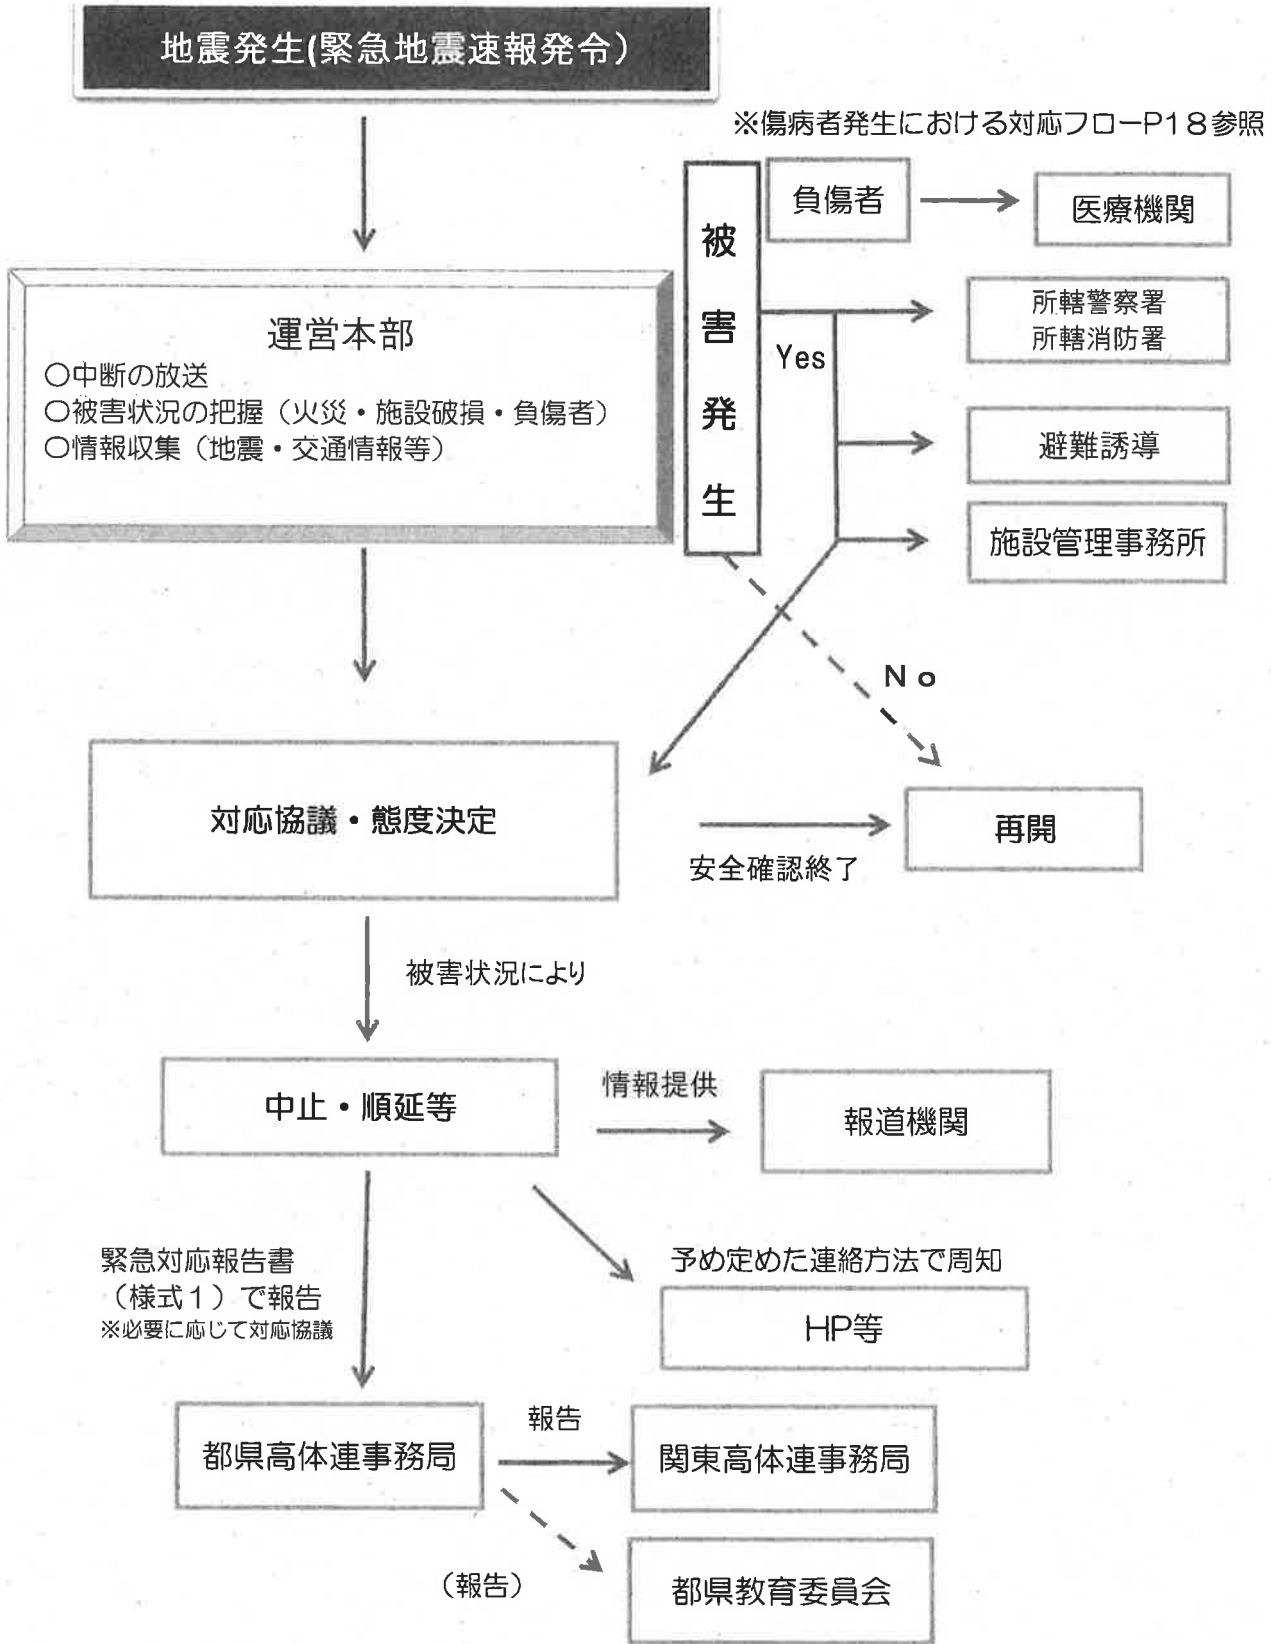 地震発生(緊急地震速報発令)
※傷病者発生における対応フローP18参照
被害発生
負傷者
医療機関
運営本部
○中断の放送
○被害状況の把握(火災・施設破損・負傷者)
○情報収集(地震・交通情報等)
Yes
所轄警察署
所轄消防署
避難誘導
施設管理事務所
No
対応協議・態度決定
安全確認終了
再開
被害状況により
中止・順延等
情報提供
報道機関
緊急対応報告書
(様式1)で報告
※必要に応じて対応協議
予め定めた連絡方法で周知
HP等
都県高体連事務局
報告
関東高体連事務局
(報告)
都県教育委員会